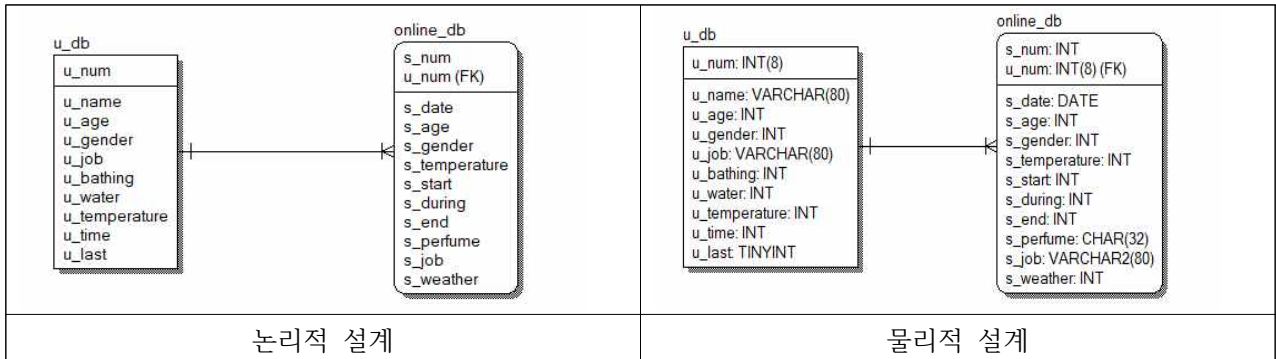 u_db
u_num
u_name
u_age
u_gender
u_job
u_bathing
u_water
u_temperature
u_time
u_last
online_db
s_num
u_num (FK)
s_date
s_age
s_gender
s_temperature
s_start
s_during
s_end
s_perfume
s_job
s_weather
논리적 설계
u_db
u_num: INT(8)
u_name: VARCHAR(80)
u_age: INT
u_gender: INT
u_job: VARCHAR(80)
u_bathing: INT
u_water: INT
u_temperature: INT
u_time: INT
u_last: TINYINT
online_db
s_num: INT
u_num: INT(8) (FK)
s_date: DATE
s_age: INT
s_gender: INT
s_temperature: INT
s_start: INT
s_during: INT
s_end: INT
s_perfume: CHAR(32)
s_job: VARCHAR2(80)
s_weather: INT
물리적 설계